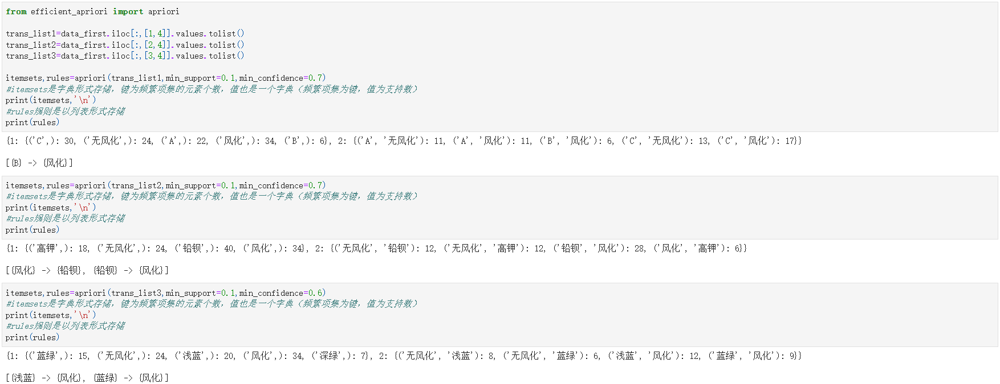 from efficient_apriori import apriori
trans_list1=data_first.iloc[:,[1,4]].values.tolist()
trans_list2=data_first.iloc[:,[2,4]].values.tolist()
trans_list3=data_first.iloc[:,[3,4]].values.tolist()
itemsets,rules=apriori(trans_list1,min_support=0.1,min_confidence=0.7)
#itemsets是字典形式存储，键为频繁项集的元素个数，值也是一个字典（频繁项集为键，值为支持数）
print(itemsets,'\n')
#rules规则是以列表形式存储
print(rules)
{1: {('C',): 30, ('无风化',): 24, ('A',): 22, ('风化',): 34, ('B',): 6}, 2: {('A', '无风化'): 11, ('A', '风化'): 11, ('B', '风化'): 6, ('C', '无风化'): 13, ('C', '风化'): 17}}
[{B} -> {风化}]
itemsets,rules=apriori(trans_list2,min_support=0.1,min_confidence=0.7)
#itemsets是字典形式存储，键为频繁项集的元素个数，值也是一个字典（频繁项集为键，值为支持数）
print(itemsets,'\n')
#rules规则是以列表形式存储
print(rules)
{1: {('高钾',): 18, ('无风化',): 24, ('铅钡',): 40, ('风化',): 34}, 2: {('无风化', '铅钡'): 12, ('无风化', '高钾'): 12, ('铅钡', '风化'): 28, ('风化', '高钾'): 6}}
[{风化} -> {铅钡}, {铅钡} -> {风化}]
itemsets,rules=apriori(trans_list3,min_support=0.1,min_confidence=0.6)
#itemsets是字典形式存储，键为频繁项集的元素个数，值也是一个字典（频繁项集为键，值为支持数）
print(itemsets,'\n')
#rules规则是以列表形式存储
print(rules)
{1: {('蓝绿',): 15, ('无风化',): 24, ('浅蓝',): 20, ('风化',): 34, ('深绿',): 7}, 2: {('无风化', '浅蓝'): 8, ('无风化', '蓝绿'): 6, ('浅蓝', '风化'): 12, ('蓝绿', '风化'): 9}}
[{浅蓝} -> {风化}, {蓝绿} -> {风化}]